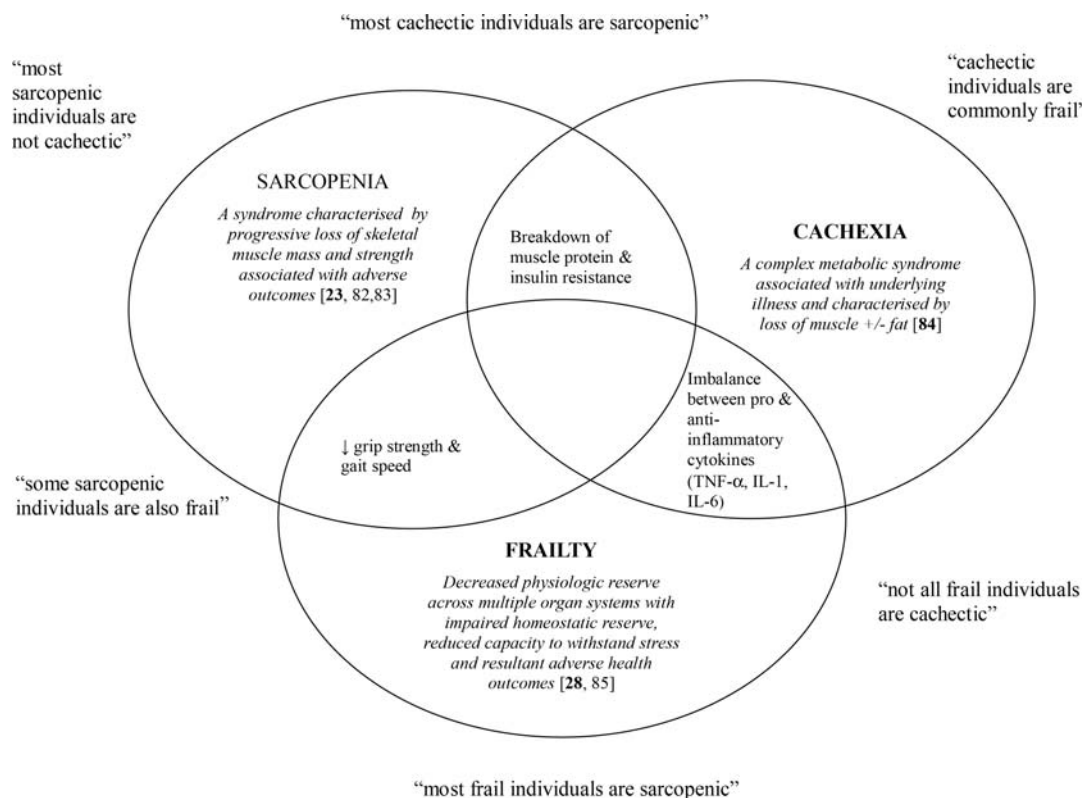 “most cachectic individuals are sarcopenic”
“most
sarcopenic
individuals are
not cachectic”
“cachectic
individuals are
commonly frail”
SARCOPENIA
A syndrome characterised by
progressive loss of skeletal
muscle mass and strength
associated with adverse
outcomes [23, 82,83]
Breakdown of
muscle protein &
insulin resistance
CACHEXIA
A complex metabolic syndrome
associated with underlying
illness and characterised by
loss of muscle +/- fat [84]
Imbalance
between pro &
anti-
inflammatory
cytokines
(TNF-α, IL-1,
IL-6)
↓ grip strength &
gait speed
“some sarcopenic
individuals are also frail”
FRAILTY
Decreased physiologic reserve
across multiple organ systems with
impaired homeostatic reserve,
reduced capacity to withstand stress
and resultant adverse health
outcomes [28, 85]
“not all frail individuals
are cachectic”
“most frail individuals are sarcopenic”